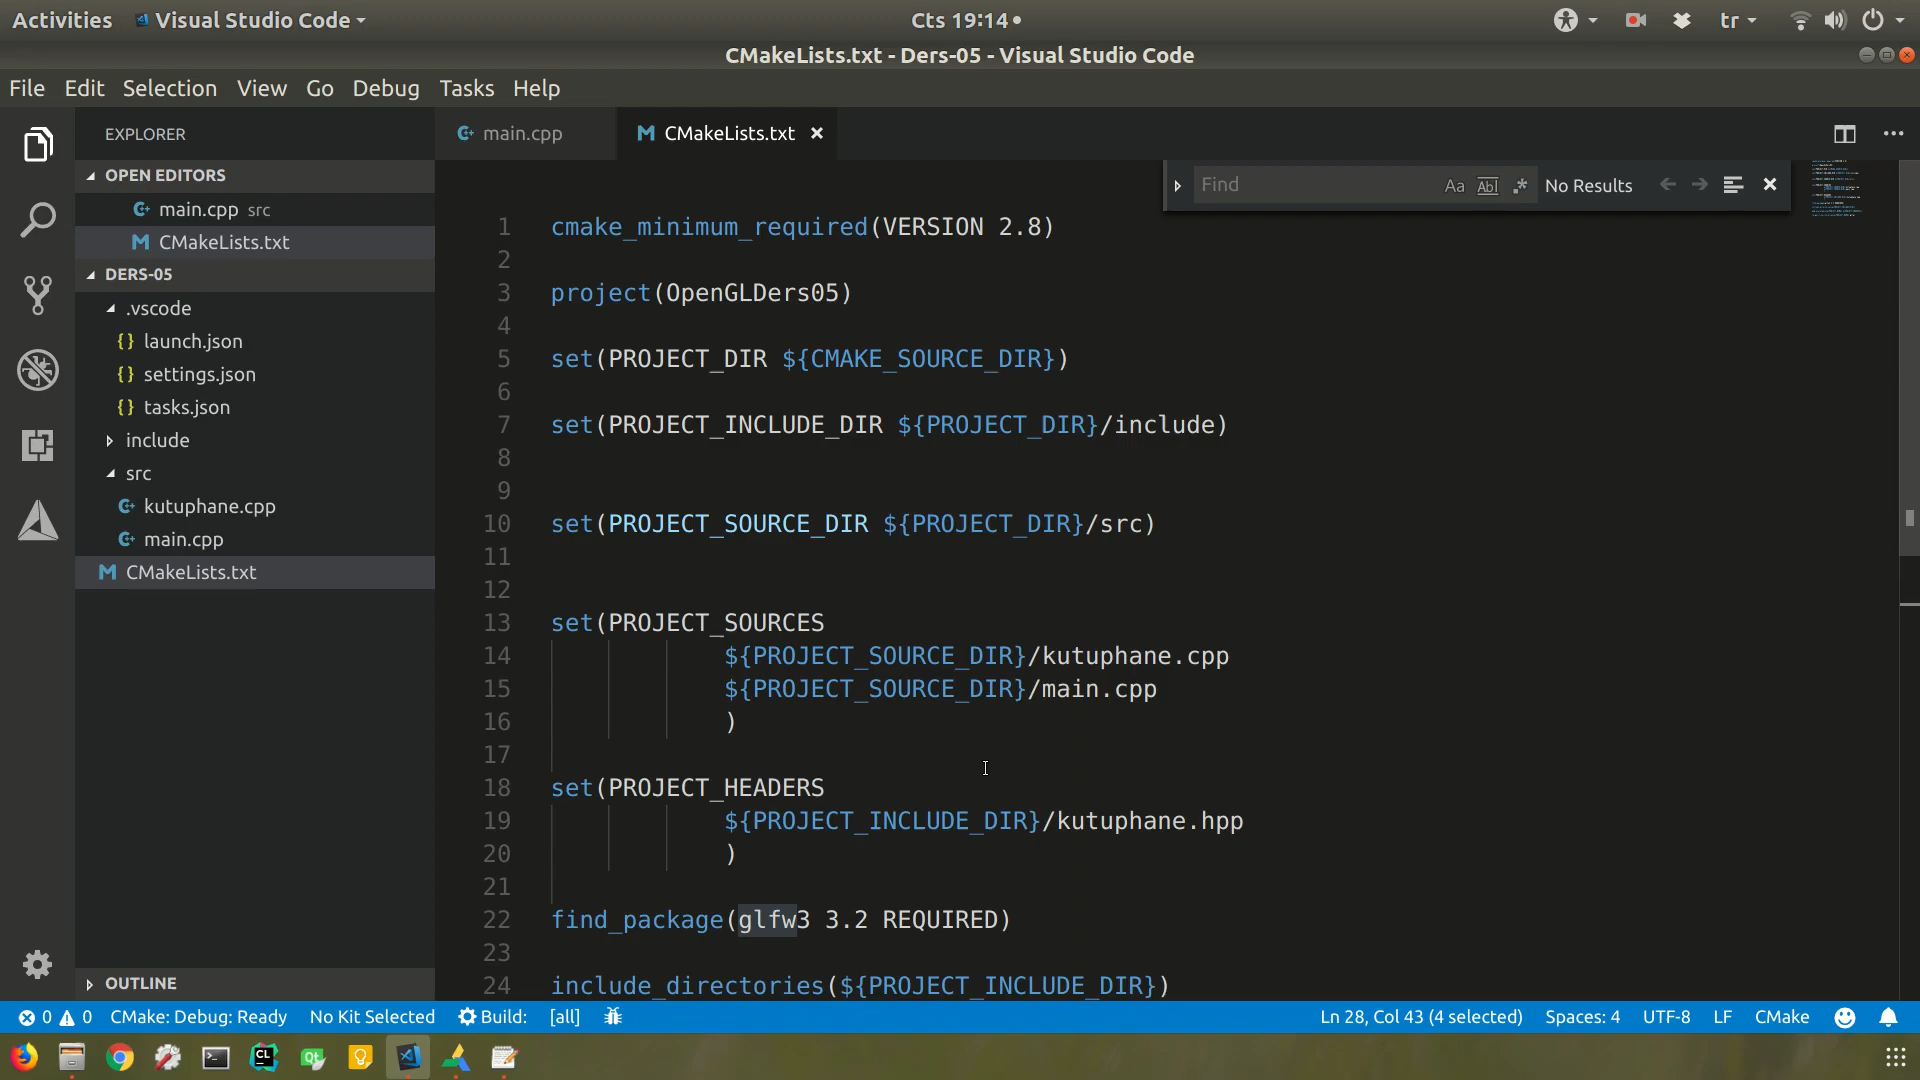 Activities Visual Studio Code Cts 19:14 tr
CMakeLists.txt - Ders-05 - Visual Studio Code
File Edit Selection View Go Debug Tasks Help
EXPLORER
OPEN EDITORS
main.cpp src
CMakeLists.txt
DERS-05
.vscode
launch.json
settings.json
tasks.json
include
src
kutuphane.cpp
main.cpp
CMakeLists.txt
OUTLINE
main.cpp CMakeLists.txt
Find Aa Abl .* No Results
1 cmake_minimum_required(VERSION 2.8)
2
3 project(OpenGLDers05)
4
5 set(PROJECT_DIR ${CMAKE_SOURCE_DIR})
6
7 set(PROJECT_INCLUDE_DIR ${PROJECT_DIR}/include)
8
9
10 set(PROJECT_SOURCE_DIR ${PROJECT_DIR}/src)
11
12
13 set(PROJECT_SOURCES
14 ${PROJECT_SOURCE_DIR}/kutuphane.cpp
15 ${PROJECT_SOURCE_DIR}/main.cpp
16 )
17
18 set(PROJECT_HEADERS
19 ${PROJECT_INCLUDE_DIR}/kutuphane.hpp
20 )
21
22 find_package(glfw3 3.2 REQUIRED)
23
24 include_directories(${PROJECT_INCLUDE_DIR})
0 0 CMake: Debug: Ready No Kit Selected Build: [all] Ln 28, Col 43 (4 selected) Spaces: 4 UTF-8 LF CMake